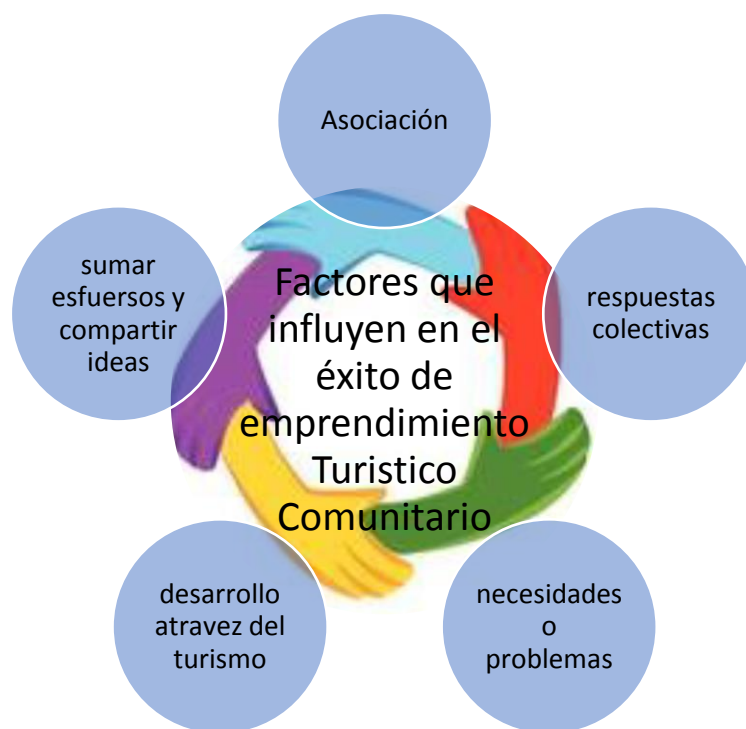 Asociación
respuestas
colectivas
necesidades
o
problemas
desarrollo
atravez del
turismo
sumar
esfuersos y
compartir
ideas
Factores que
influyen en el
éxito de
emprendimiento
Turistico
Comunitario